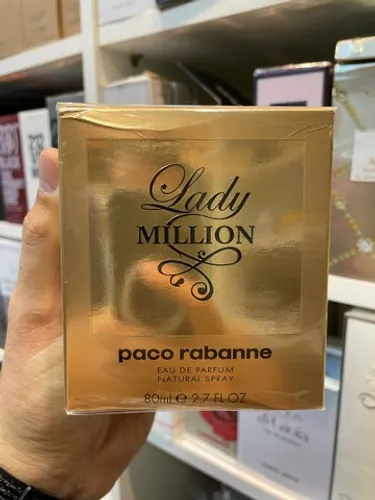 Lady
MILLION
paco rabanne
EAU DE PARFUM
NATURAL SPRAY
80ml ℮ 2.7 FL OZ